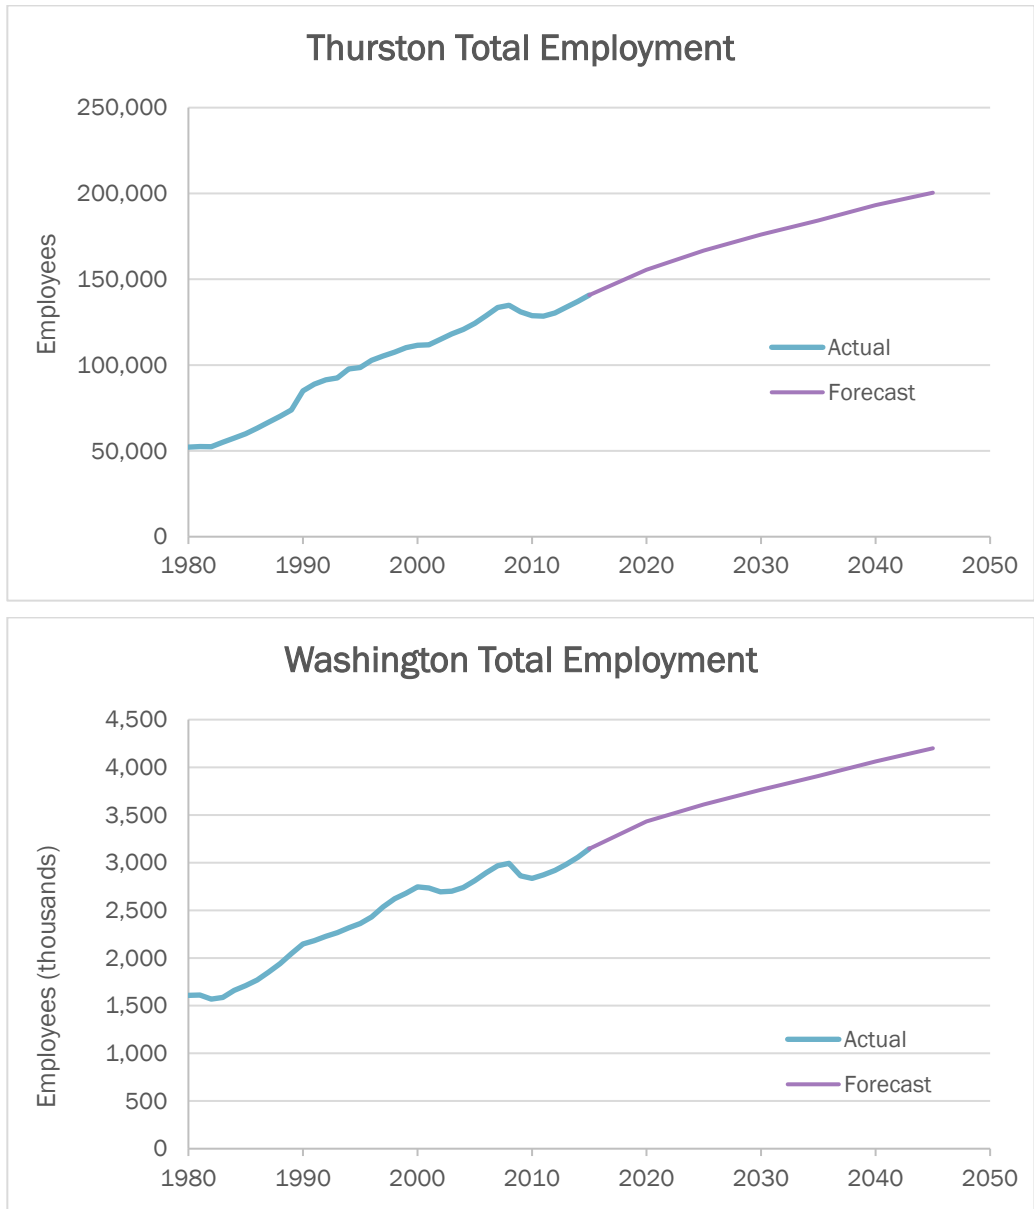 Thurston Total Employment
250,000
200,000
150,000
100,000
50,000
0
Employees
Actual
Forecast
1980 1990 2000 2010 2020 2030 2040 2050
Washington Total Employment
4,500
4,000
3,500
3,000
2,500
2,000
1,500
1,000
500
0
Employees (thousands)
Actual
Forecast
1980 1990 2000 2010 2020 2030 2040 2050